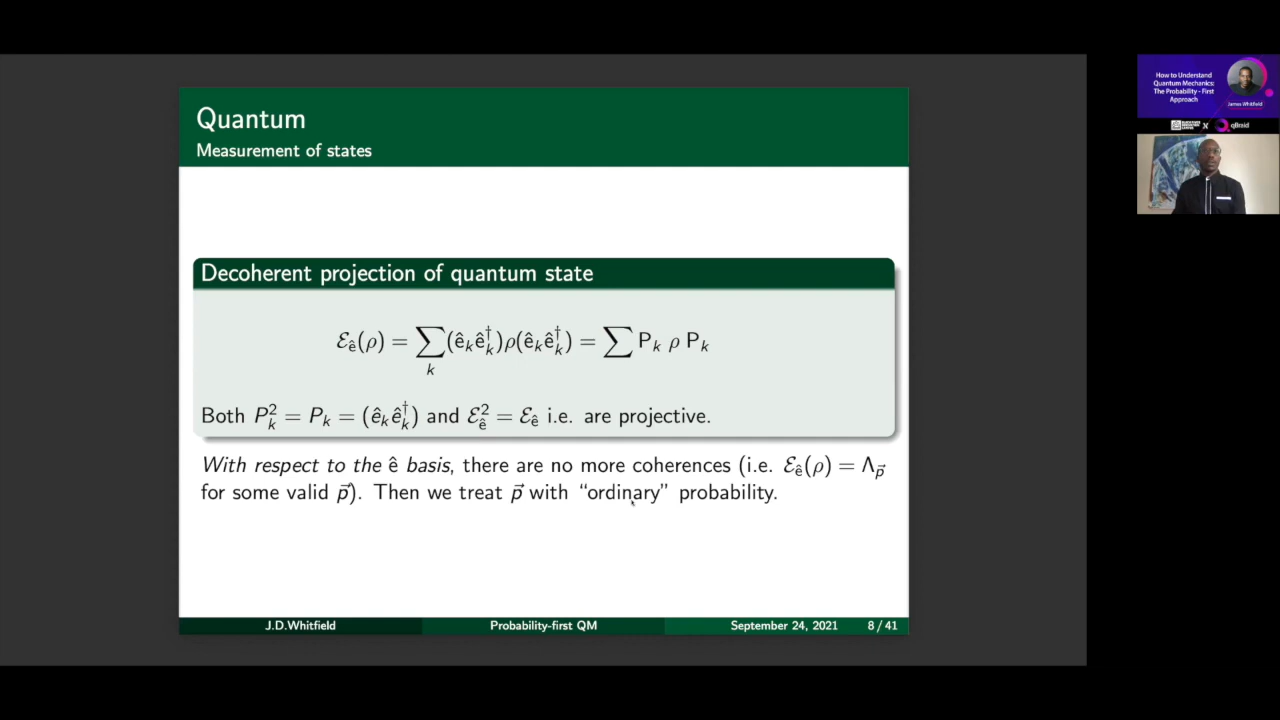 Quantum
Measurement of states
Decoherent projection of quantum state
ℰ_ê(ρ) = ∑_k (ê_k ê_k^†)ρ(ê_k ê_k^†) = ∑ P_k ρ P_k
Both P_k^2 = P_k = (ê_k ê_k^†) and ℰ_ê^2 = ℰ_ê i.e. are projective.
With respect to the ê basis, there are no more coherences (i.e. ℰ_ê(ρ) = Λ_p⃗
for some valid p⃗). Then we treat p⃗ with “ordinary” probability.
J.D.Whitfield
Probability-first QM
September 24, 2021
8 / 41
How to Understand
Quantum Mechanics:
The Probability - First
Approach
James Whitfield
X
qBraid